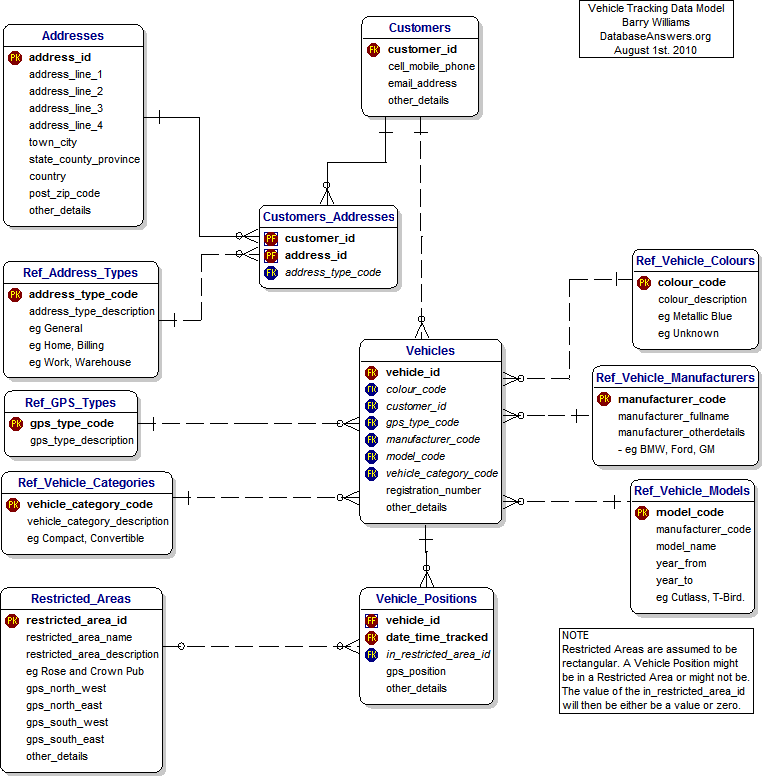 Vehicle Tracking Data Model
Barry Williams
DatabaseAnswers.org
August 1st. 2010
Customers
FK customer_id
cell_mobile_phone
email_address
other_details
Addresses
PK address_id
address_line_1
address_line_2
address_line_3
address_line_4
town_city
state_county_province
country
post_zip_code
other_details
Customers_Addresses
PF customer_id
PF address_id
FK address_type_code
Ref_Address_Types
PK address_type_code
address_type_description
eg General
eg Home, Billing
eg Work, Warehouse
Ref_GPS_Types
PK gps_type_code
gps_type_description
Ref_Vehicle_Categories
PK vehicle_category_code
vehicle_category_description
eg Compact, Convertible
Vehicles
FK vehicle_id
FK colour_code
FK customer_id
FK gps_type_code
FK manufacturer_code
FK model_code
FK vehicle_category_code
registration_number
other_details
Ref_Vehicle_Colours
PK colour_code
colour_description
eg Metallic Blue
eg Unknown
Ref_Vehicle_Manufacturers
PK manufacturer_code
manufacturer_fullname
manufacturer_otherdetails
- eg BMW, Ford, GM
Ref_Vehicle_Models
PK model_code
manufacturer_code
model_name
year_from
year_to
eg Cutlass, T-Bird.
Restricted_Areas
PK restricted_area_id
restricted_area_name
restricted_area_description
eg Rose and Crown Pub
gps_north_west
gps_north_east
gps_south_west
gps_south_east
other_details
Vehicle_Positions
FF vehicle_id
FK date_time_tracked
FK in_restricted_area_id
gps_position
other_details
NOTE
Restricted Areas are assumed to be
rectangular. A Vehicle Position might
be in a Restricted Area or might not be.
The value of the in_restricted_area_id
will then be either be a value or zero.